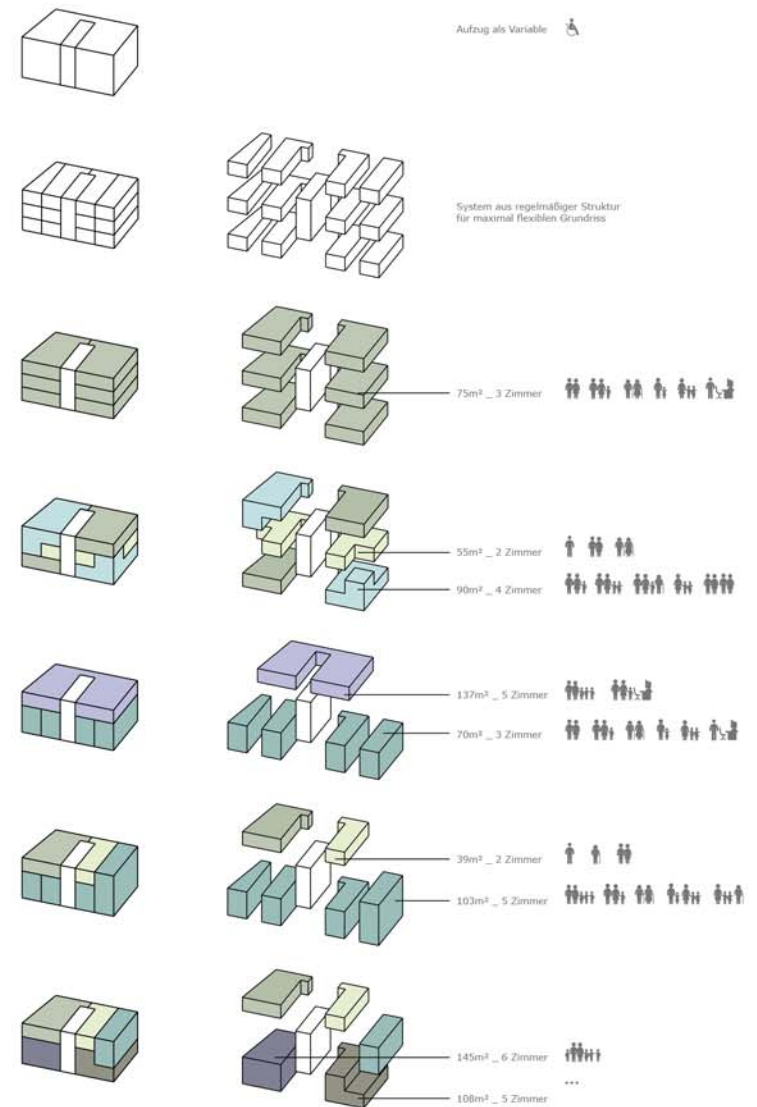 Aufzug als Variable
System aus regelmäßiger Struktur
für maximal flexiblen Grundriss
75m² _ 3 Zimmer
55m² _ 2 Zimmer
90m² _ 4 Zimmer
137m² _ 5 Zimmer
70m² _ 3 Zimmer
39m² _ 2 Zimmer
103m² _ 5 Zimmer
145m² _ 6 Zimmer
...
108m² _ 5 Zimmer